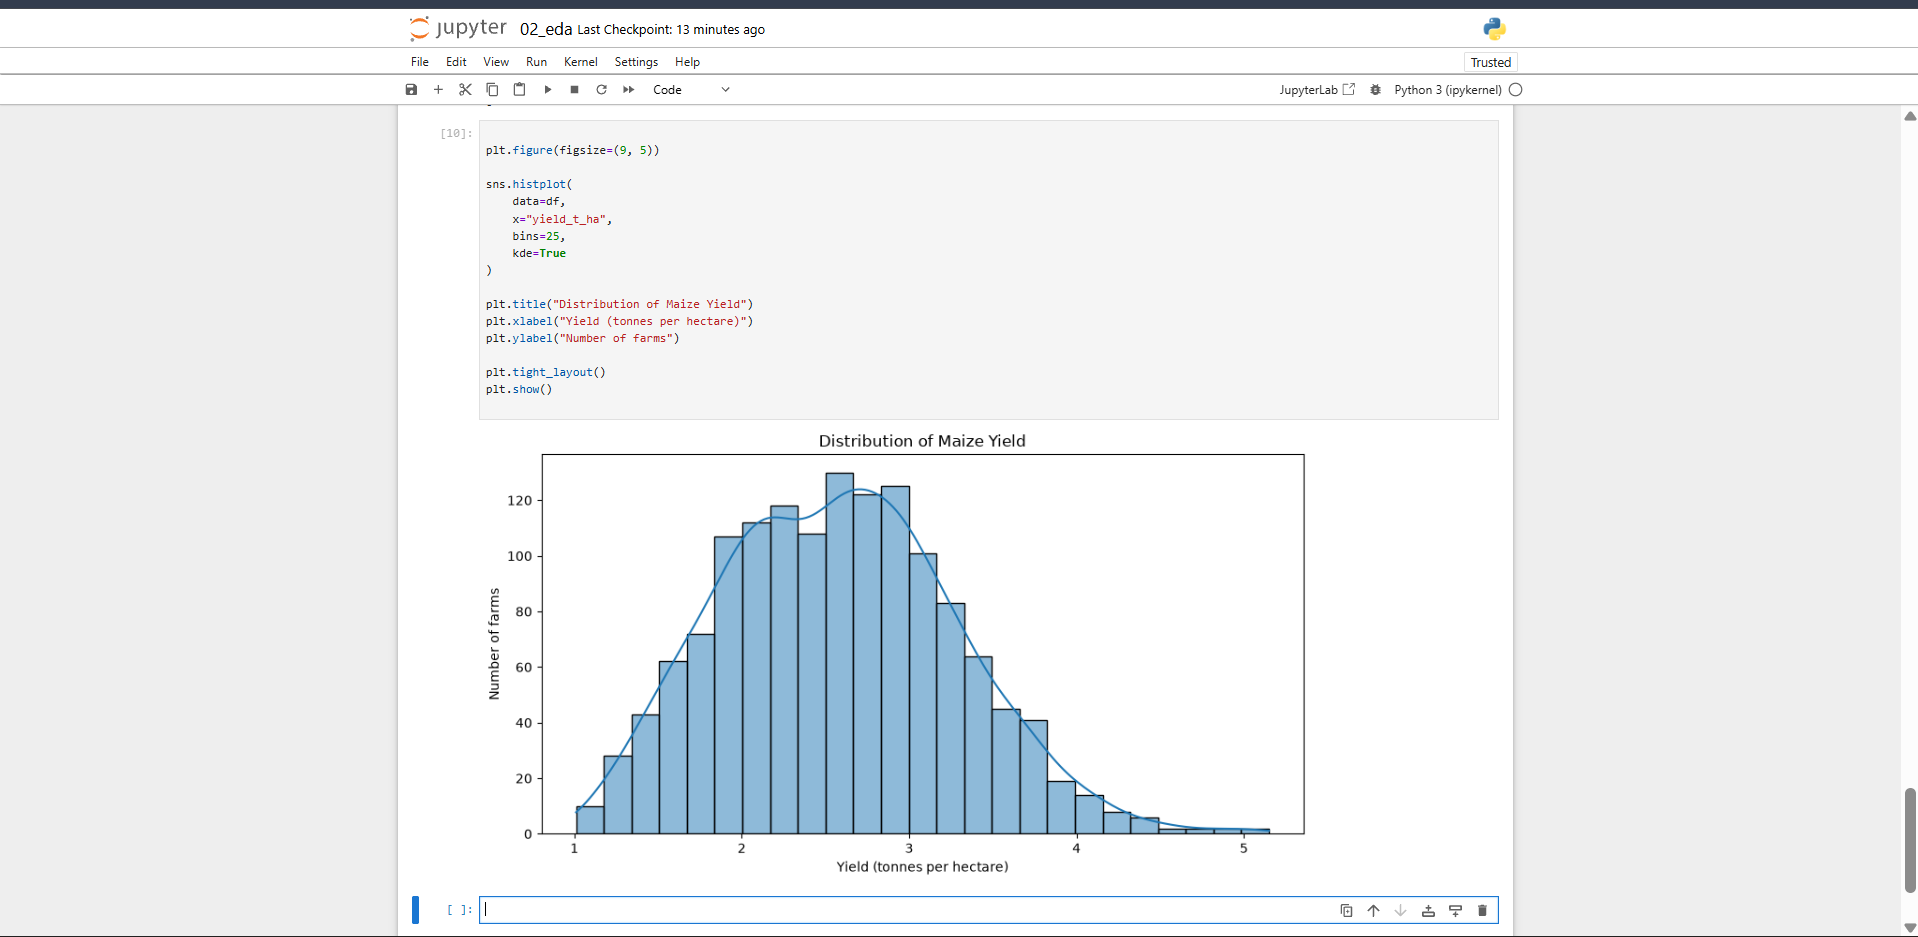 jupyter 02_eda Last Checkpoint: 13 minutes ago
File Edit View Run Kernel Settings Help Trusted
Code JupyterLab Python 3 (ipykernel)
[10]:
plt.figure(figsize=(9, 5))
sns.histplot(
data=df,
x="yield_t_ha",
bins=25,
kde=True
)
plt.title("Distribution of Maize Yield")
plt.xlabel("Yield (tonnes per hectare)")
plt.ylabel("Number of farms")
plt.tight_layout()
plt.show()
Distribution of Maize Yield
Number of farms
120
100
80
60
40
20
0
1 2 3 4 5
Yield (tonnes per hectare)
[ ]: